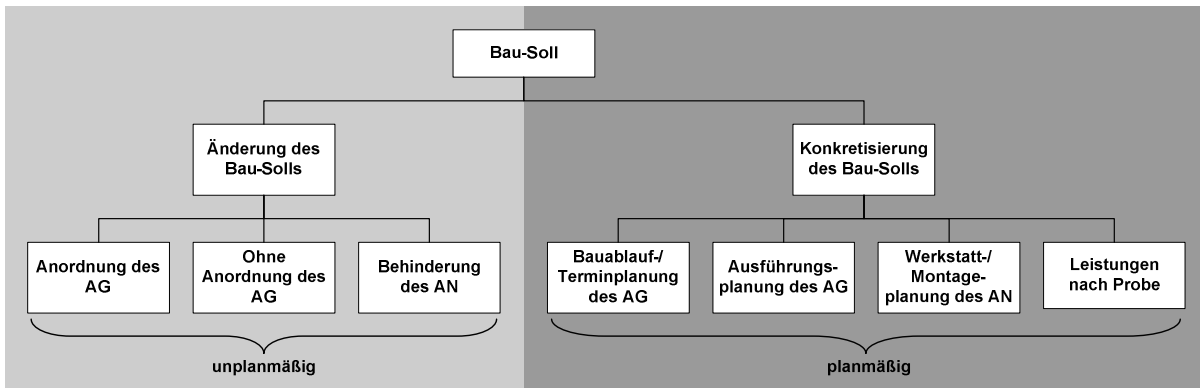 Bau-Soll
Änderung des
Bau-Solls
Konkretisierung
des Bau-Solls
Anordnung des
AG
Ohne
Anordnung des
AG
Behinderung
des AN
Bauablauf-/
Terminplanung
des AG
Ausführungs-
planung des AG
Werkstatt-/
Montage-
planung des AN
Leistungen
nach Probe
unplanmäßig
planmäßig